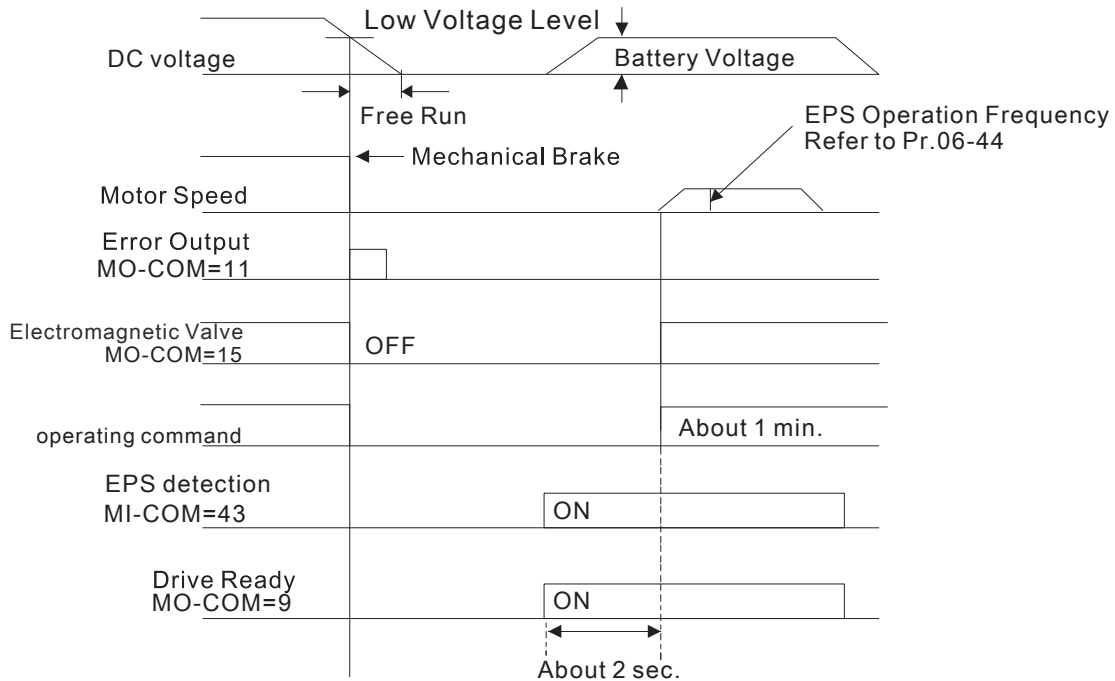 Low Voltage Level
DC voltage
Battery Voltage
Free Run
EPS Operation Frequency
Refer to Pr.06-44
Mechanical Brake
Motor Speed
Error Output
MO-COM=11
Electromagnetic Valve
MO-COM=15
OFF
operating command
About 1 min.
EPS detection
MI-COM=43
ON
Drive Ready
MO-COM=9
ON
About 2 sec.